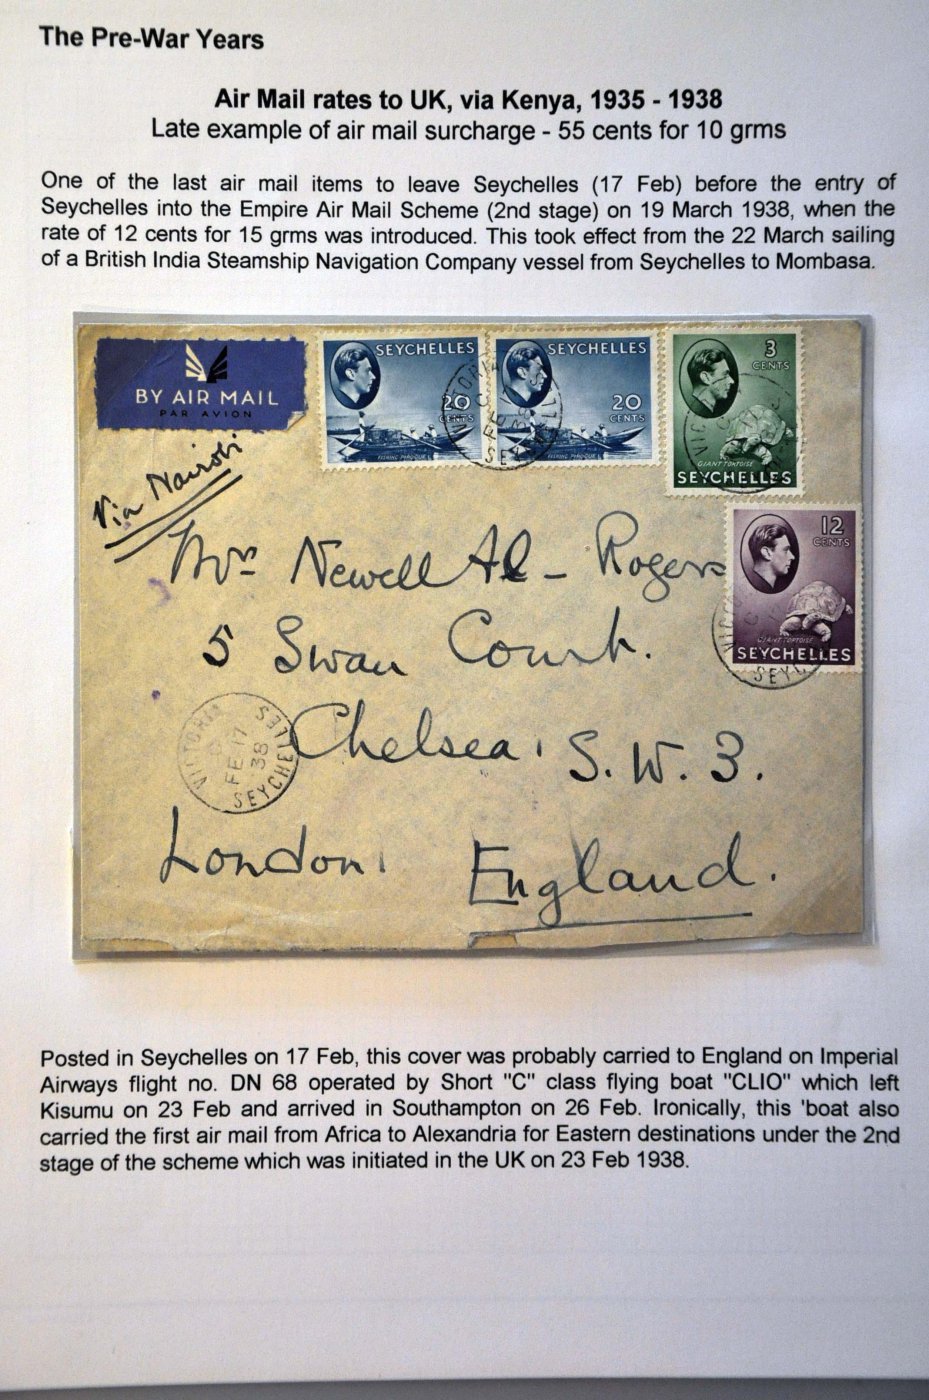 The Pre-War Years
Air Mail rates to UK, via Kenya, 1935 - 1938
Late example of air mail surcharge - 55 cents for 10 grms
One of the last air mail items to leave Seychelles (17 Feb) before the entry of
Seychelles into the Empire Air Mail Scheme (2nd stage) on 19 March 1938, when the
rate of 12 cents for 15 grms was introduced. This took effect from the 22 March sailing
of a British India Steamship Navigation Company vessel from Seychelles to Mombasa.
BY AIR MAIL
PAR AVION
SEYCHELLES
20
CENTS
FISHING PIROGUE
SEYCHELLES
20
CENTS
FISHING PIROGUE
3
CENTS
GIANT TORTOISE
SEYCHELLES
12
CENTS
GIANT TORTOISE
SEYCHELLES
Via Nairobi
Mrs Newell
Rogers
5 Swan Court.
Chelsea. S. W. 3.
London. England.
VICTORIA
C
FE 17
38
SEYCHELLES
Posted in Seychelles on 17 Feb, this cover was probably carried to England on Imperial
Airways flight no. DN 68 operated by Short "C" class flying boat "CLIO" which left
Kisumu on 23 Feb and arrived in Southampton on 26 Feb. Ironically, this 'boat also
carried the first air mail from Africa to Alexandria for Eastern destinations under the 2nd
stage of the scheme which was initiated in the UK on 23 Feb 1938.